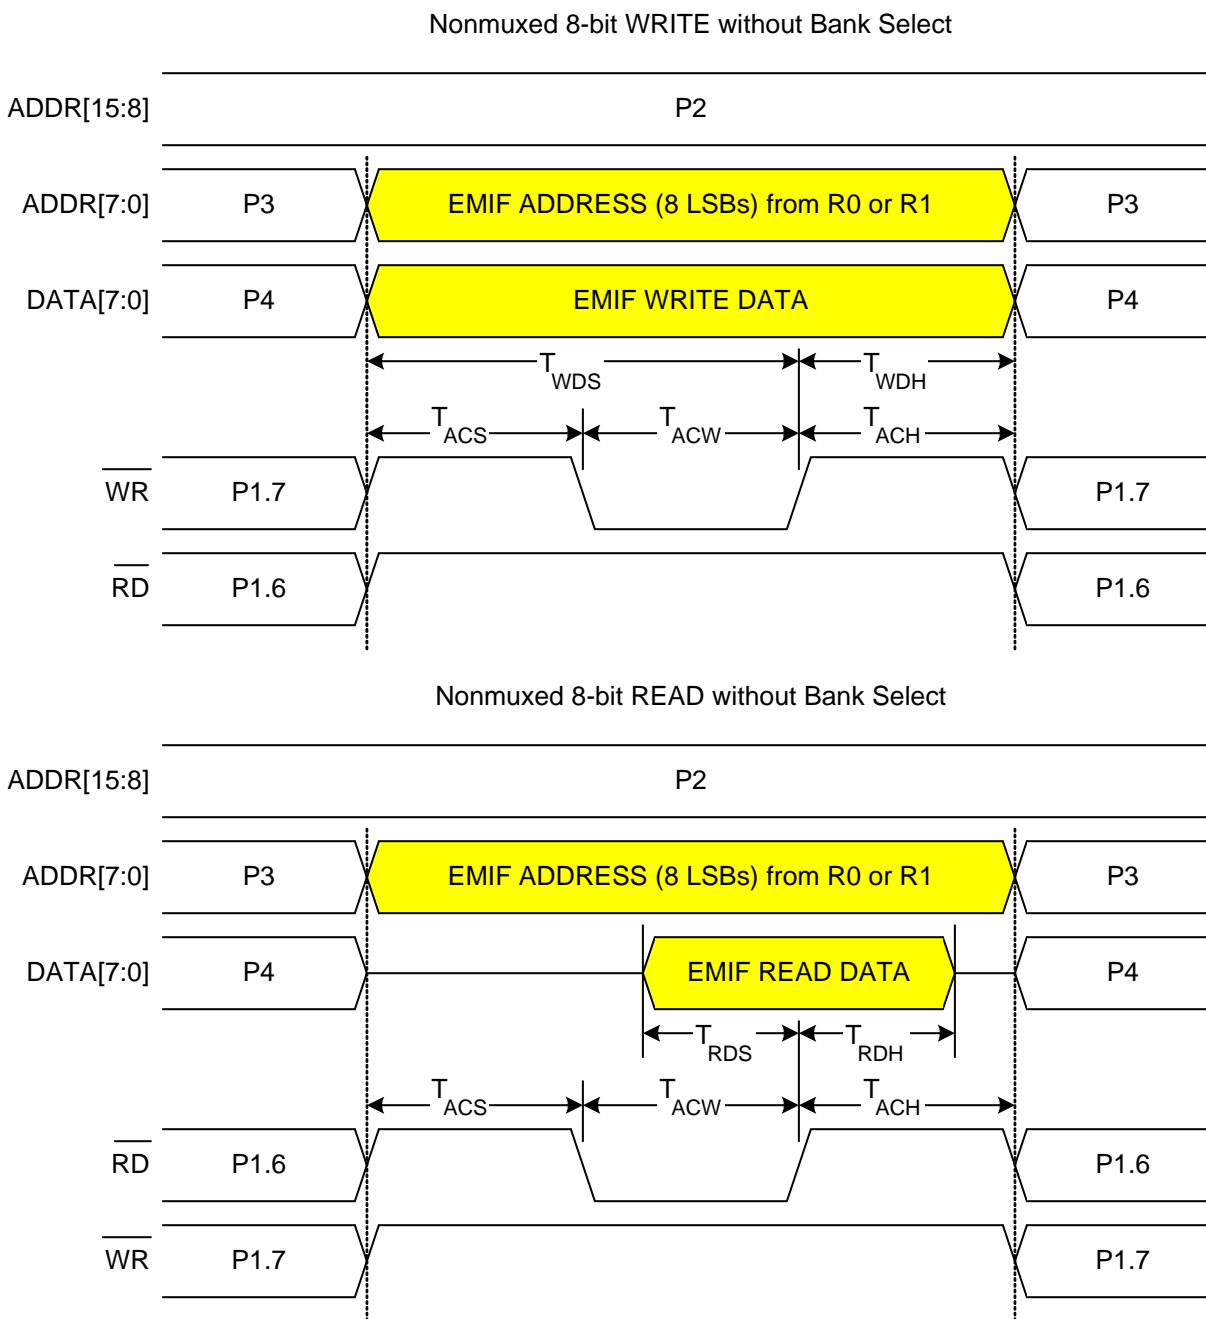 Nonmuxed 8-bit WRITE without Bank Select
ADDR[15:8] P2
ADDR[7:0] P3 EMIF ADDRESS (8 LSBs) from R0 or R1 P3
DATA[7:0] P4 EMIF WRITE DATA P4
TWDS TWDH
TACS TACW TACH
WR P1.7 P1.7
RD P1.6 P1.6
Nonmuxed 8-bit READ without Bank Select
ADDR[15:8] P2
ADDR[7:0] P3 EMIF ADDRESS (8 LSBs) from R0 or R1 P3
DATA[7:0] P4 EMIF READ DATA P4
TRDS TRDH
TACS TACW TACH
RD P1.6 P1.6
WR P1.7 P1.7